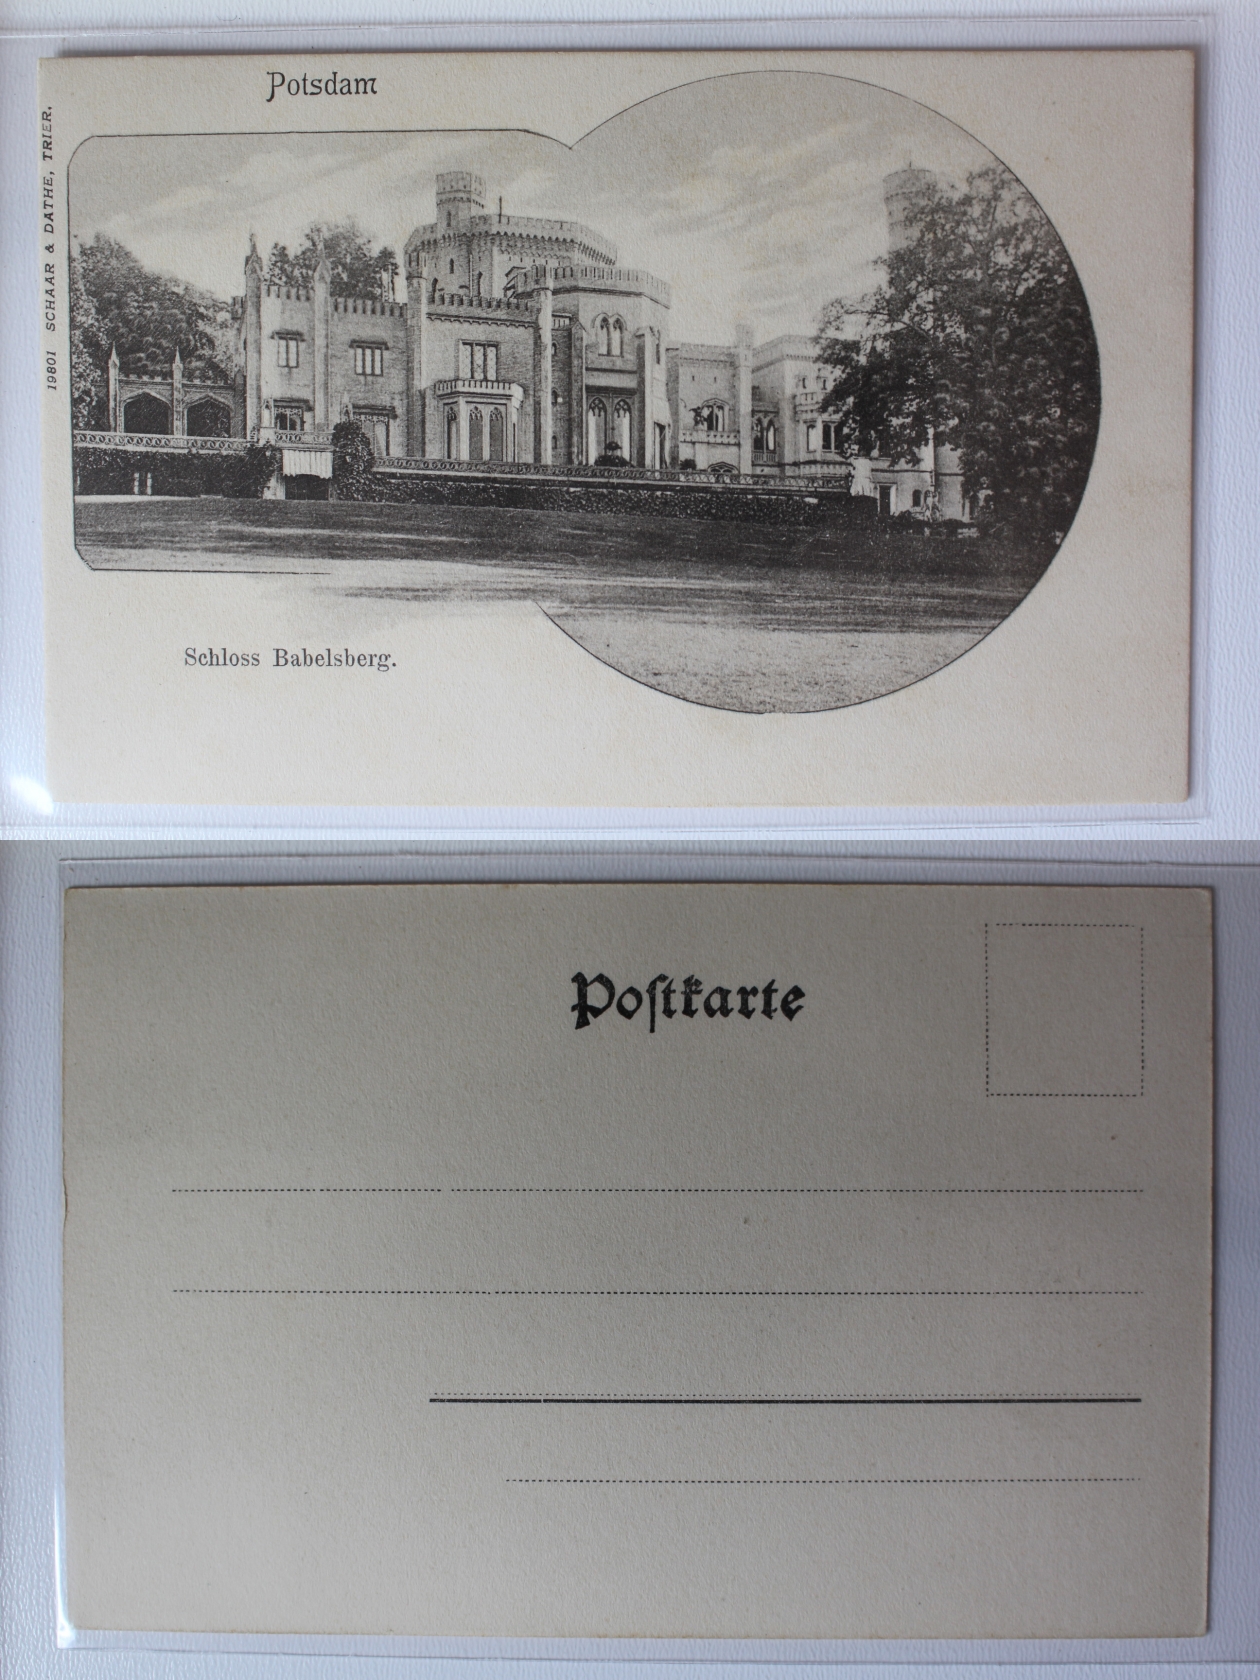 Potsdam
19801 SCHAAR & DATHE, TRIER.
Schloss Babelsberg.
Poſtkarte